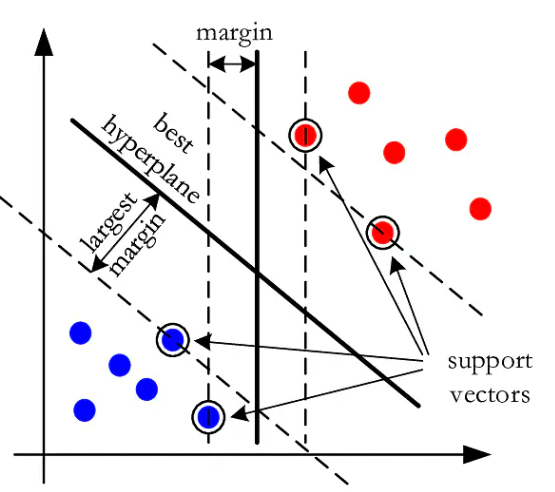 margin
best
hyperplane
largest
margin
support
vectors